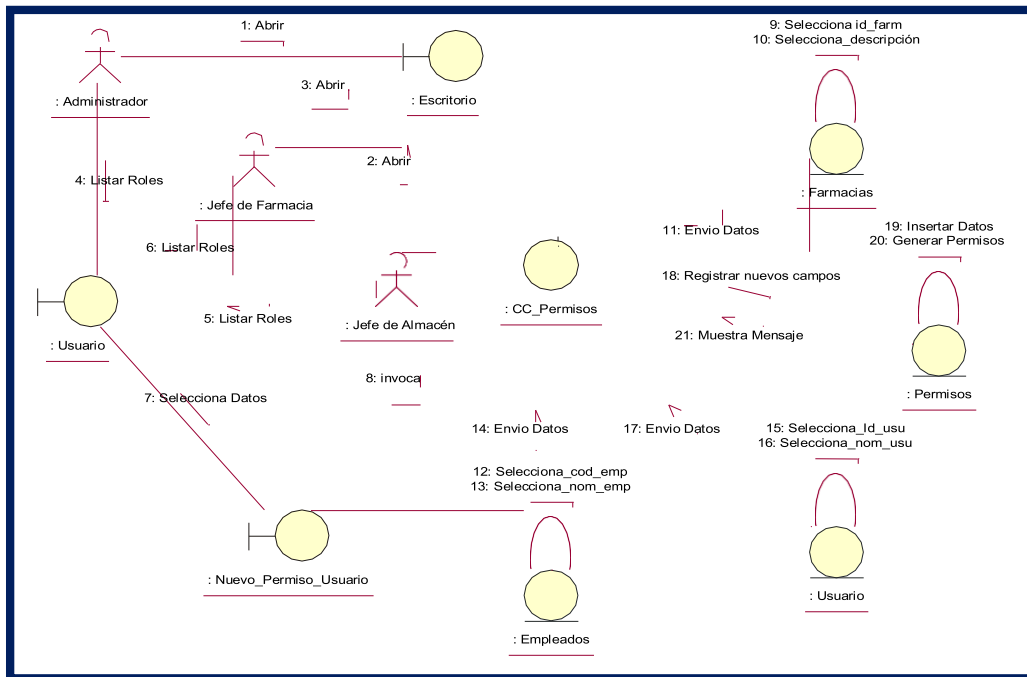 1: Abrir
9: Selecciona id_farm
10: Selecciona_descripción
: Administrador
3: Abrir
: Escritorio
2: Abrir
4: Listar Roles
: Jefe de Farmacia
: Farmacias
6: Listar Roles
11: Envio Datos
19: Insertar Datos
20: Generar Permisos
18: Registrar nuevos campos
5: Listar Roles
: Jefe de Almacén
: CC_Permisos
21: Muestra Mensaje
: Usuario
8: invoca
: Permisos
7: Selecciona Datos
14: Envio Datos
17: Envio Datos
15: Selecciona_Id_usu
16: Selecciona_nom_usu
12: Selecciona_cod_emp
13: Selecciona_nom_emp
: Nuevo_Permiso_Usuario
: Usuario
: Empleados